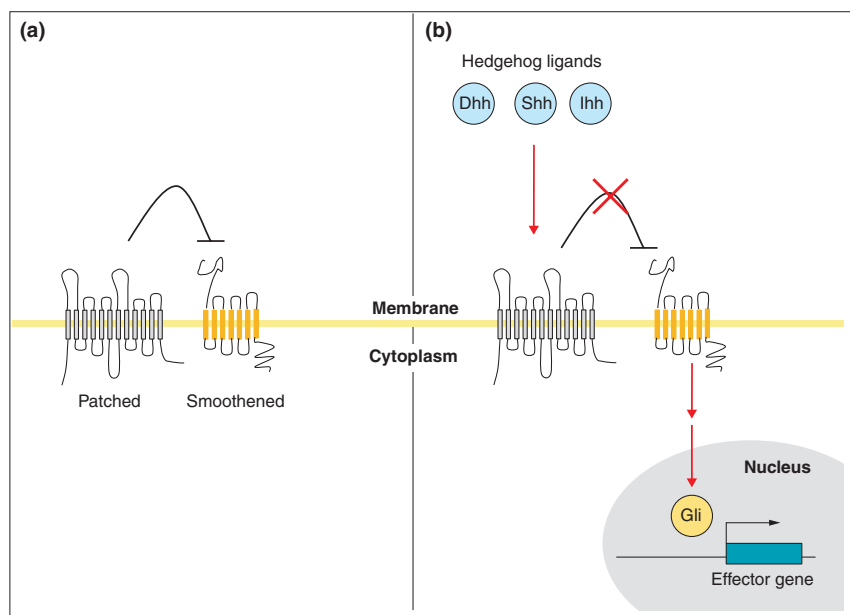 (a)
Patched
Smoothened
Membrane
Cytoplasm
(b)
Hedgehog ligands
Dhh
Shh
Ihh
Nucleus
Gli
Effector gene